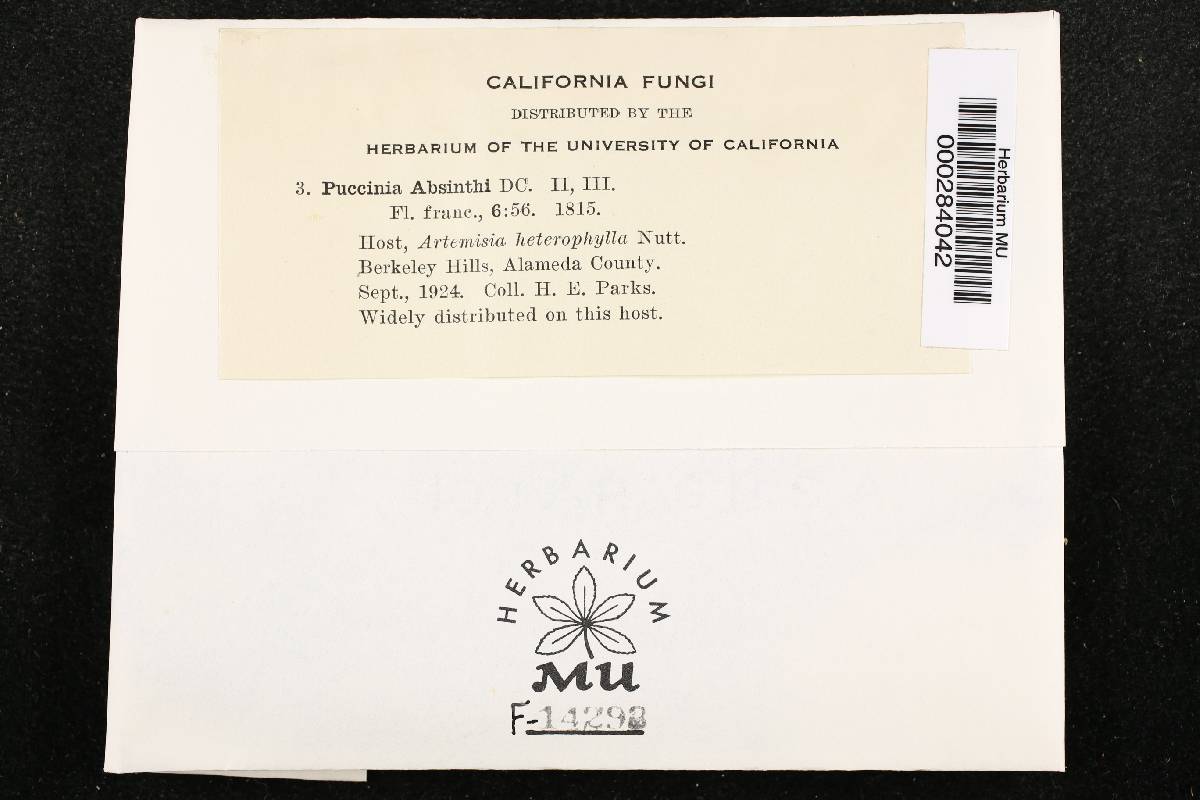 CALIFORNIA FUNGI
DISTRIBUTED BY THE
HERBARIUM OF THE UNIVERSITY OF CALIFORNIA
3. Puccinia Absinthi DC. II, III.
Fl. franc., 6:56. 1815.
Host, Artemisia heterophylla Nutt.
Berkeley Hills, Alameda County.
Sept., 1924. Coll. H. E. Parks.
Widely distributed on this host.
Herbarium MU
000284042
HERBARIUM
MU
F-14293